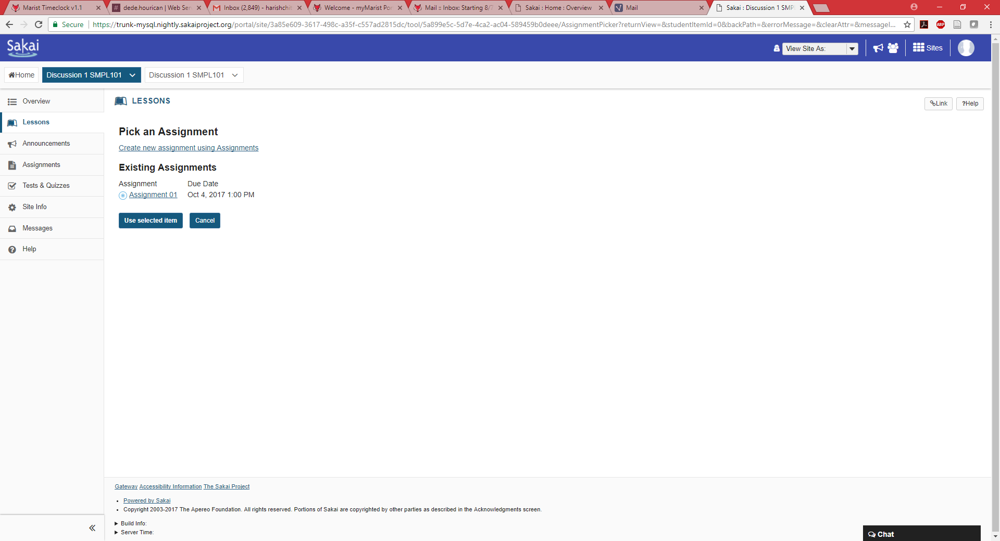 Marist Timeclock v1.1
dede.hourican | Web Ser
Inbox (2,849) - harishchit
Welcome - myMarist Por
Mail :: Inbox: Starting 8/7
Sakai : Home : Overview
Mail
Sakai : Discussion 1 SMPL
Secure https://trunk-mysql.nightly.sakaiproject.org/portal/site/3a85e609-3617-498c-a35f-c557ad2815dc/tool/5a899e5c-5d7e-4ca2-ac04-589459b0deee/AssignmentPicker?returnView=&studentItemId=0&backPath=&errorMessage=&clearAttr=&messageI...
ABP
Sakai
View Site As:
Sites
Home
Discussion 1 SMPL101
Discussion 1 SMPL101
Overview
Lessons
Announcements
Assignments
Tests & Quizzes
Site Info
Messages
Help
LESSONS
Link
?Help
Pick an Assignment
Create new assignment using Assignments
Existing Assignments
Assignment Due Date
Assignment 01 Oct 4, 2017 1:00 PM
Use selected item Cancel
Gateway Accessibility Information The Sakai Project
• Powered by Sakai
• Copyright 2003-2017 The Apereo Foundation. All rights reserved. Portions of Sakai are copyrighted by other parties as described in the Acknowledgments screen.
Build Info:
Server Time:
Chat